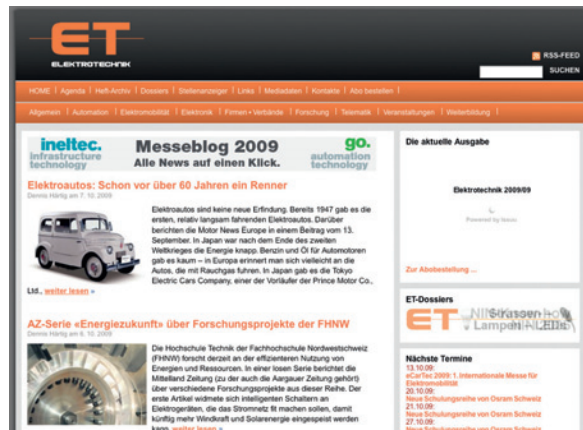 ET
ELEKTROTECHNIK
RSS-FEED
SUCHEN
HOME | Agenda | Heft-Archiv | Dossiers | Stellenanzeiger | Links | Mediadaten | Kontakte | Abo bestellen |
Allgemein | Automation | Elektromobilität | Elektronik | Firmen • Verbände | Forschung | Telematik | Veranstaltungen | Weiterbildung |
ineltec.
infrastructure
technology
Messeblog 2009
Alle News auf einen Klick.
go.
automation
technology
Elektroautos: Schon vor über 60 Jahren ein Renner
Dennis Härtig am 7. 10. 2009
Elektroautos sind keine neue Erfindung. Bereits 1947 gab es die
ersten, relativ langsam fahrenden Elektroautos. Darüber
berichten die Motor News Europe in einem Beitrag vom 13.
September. In Japan war nach dem Ende des zweiten
Weltkrieges die Energie knapp. Benzin und Öl für Automotoren
gab es kaum – in Europa erinnert man sich vielleicht an die
Autos, die mit Rauchgas fuhren. In Japan gab es die Tokyo
Electric Cars Company, einer der Vorläufer der Prince Motor Co.,
Ltd., weiter lesen »
AZ-Serie «Energiezukunft» über Forschungsprojekte der FHNW
Dennis Härtig am 6. 10. 2009
Die Hochschule Technik der Fachhochschule Nordwestschweiz
(FHNW) forscht derzeit an der effizienteren Nutzung von
Energien und Ressourcen. In einer losen Serie berichtet die
Mittelland Zeitung (zu der auch die Aargauer Zeitung gehört)
über verschiedene Forschungsprojekte aus dieser Reihe. Der
erste Artikel widmete sich intelligenten Schaltern an
Elektrogeräten, die das Stromnetz fit machen sollen, damit
künftig mehr Windkraft und Solarenergie eingespeist werden
kann. weiter lesen »
Die aktuelle Ausgabe
Elektrotechnik 2009/09
Powered by Issuu
Zur Abobestellung ...
ET-Dossiers
ET
Strassen
Lampen
Nächste Termine
13.10.09:
eCarTec 2009: 1. Internationale Messe für
Elektromobilität
20.10.09:
Neue Schulungsreihe von Osram Schweiz
21.10.09:
Neue Schulungsreihe von Osram Schweiz
27.10.09:
Neue Schulungsreihe von Osram Schweiz